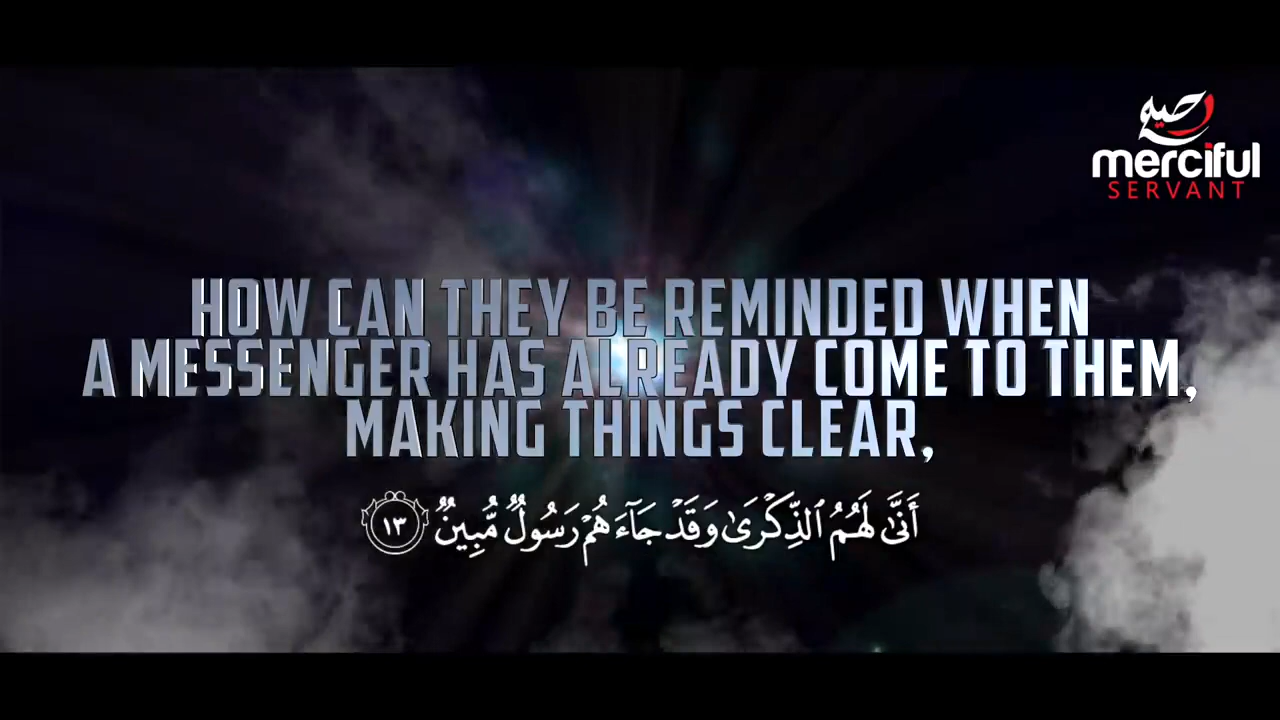 رحيم
merciful
SERVANT
HOW CAN THEY BE REMINDED WHEN
A MESSENGER HAS ALREADY COME TO THEM,
MAKING THINGS CLEAR,
أَنَّىٰ لَهُمُ ٱلذِّكْرَىٰ وَقَدْ جَآءَهُمْ رَسُولٌ مُّبِينٌ ١٣